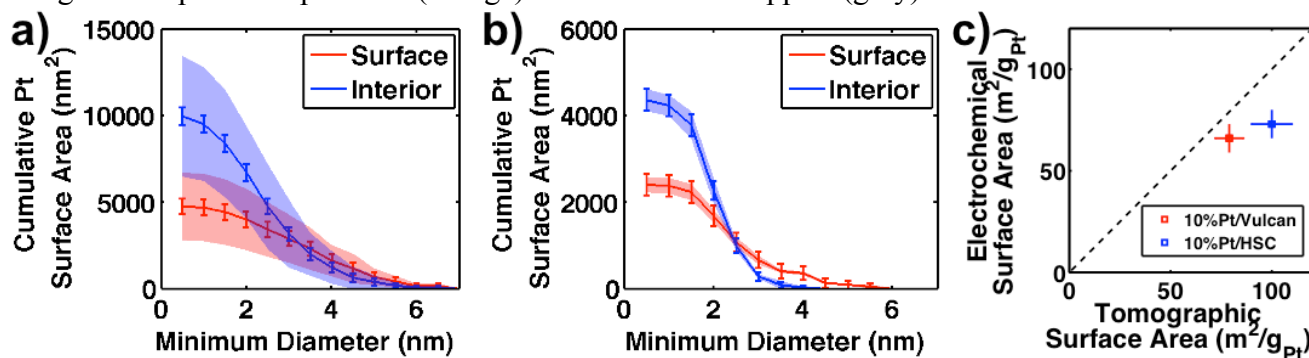 a)
Cumulative Pt
Surface Area (nm²)
15000
10000
5000
0
0 2 4 6
Minimum Diameter (nm)
Surface
Interior
b)
Cumulative Pt
Surface Area (nm²)
6000
4000
2000
0
0 2 4 6
Minimum Diameter (nm)
Surface
Interior
c)
Electrochemical
Surface Area (m²/gPt)
100
50
0
0 50 100
Tomographic
Surface Area (m²/gPt)
10%Pt/Vulcan
10%Pt/HSC